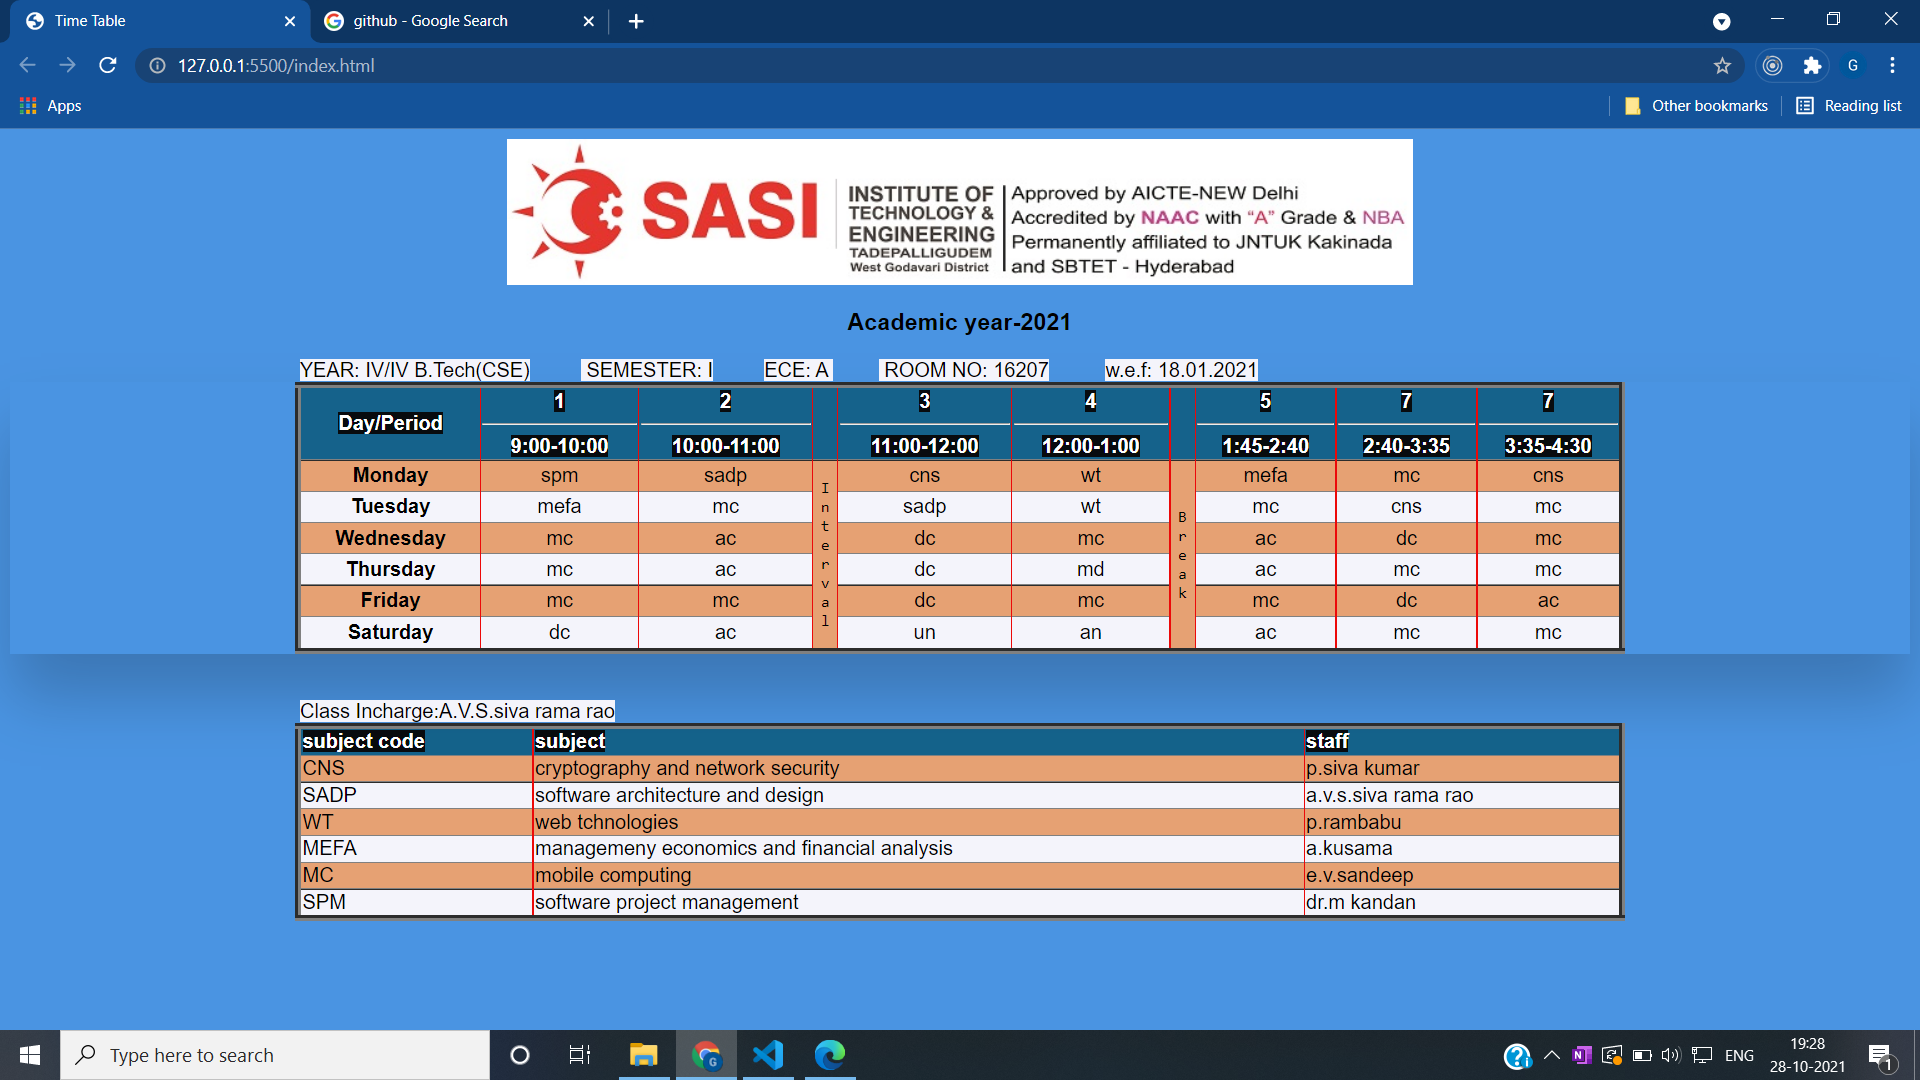 Time Table
github - Google Search
127.0.0.1:5500/index.html
G
Apps
Other bookmarks
Reading list
SASI
INSTITUTE OF
TECHNOLOGY &
ENGINEERING
TADEPALLIGUDEM
West Godavari District
Approved by AICTE-NEW Delhi
Accredited by NAAC with “A” Grade & NBA
Permanently affiliated to JNTUK Kakinada
and SBTET - Hyderabad
Academic year-2021
YEAR: IV/IV B.Tech(CSE) SEMESTER: I ECE: A ROOM NO: 16207 w.e.f: 18.01.2021
Day/Period 1 2 3 4 5 7 7
9:00-10:00 10:00-11:00 11:00-12:00 12:00-1:00 1:45-2:40 2:40-3:35 3:35-4:30
Interval
Break
Monday spm sadp cns wt mefa mc cns
Tuesday mefa mc sadp wt mc cns mc
Wednesday mc ac dc mc ac dc mc
Thursday mc ac dc md ac mc mc
Friday mc mc dc mc mc dc ac
Saturday dc ac un an ac mc mc
Class Incharge:A.V.S.siva rama rao
subject code subject staff
CNS cryptography and network security p.siva kumar
SADP software architecture and design a.v.s.siva rama rao
WT web tchnologies p.rambabu
MEFA managemeny economics and financial analysis a.kusama
MC mobile computing e.v.sandeep
SPM software project management dr.m kandan
Type here to search
G
N
ENG
19:28
28-10-2021
1